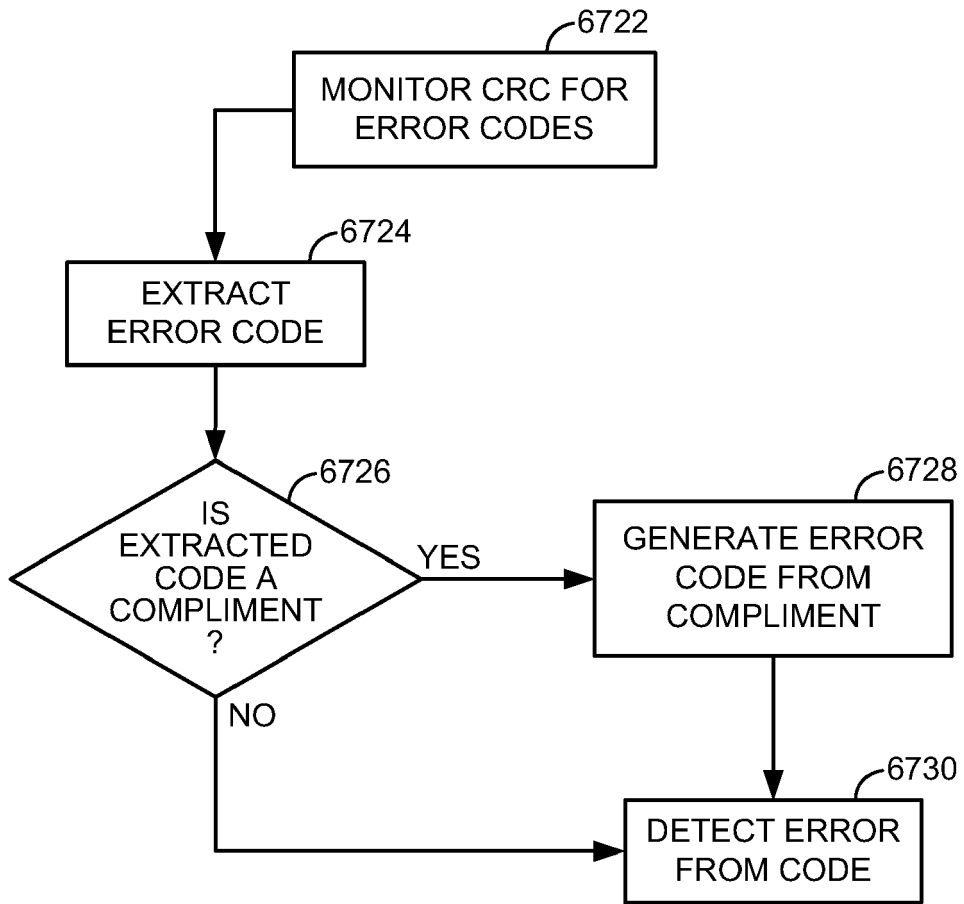 6722
MONITOR CRC FOR
ERROR CODES
6724
EXTRACT
ERROR CODE
6726
IS
EXTRACTED
CODE A
COMPLIMENT
?
YES
NO
6728
GENERATE ERROR
CODE FROM
COMPLIMENT
6730
DETECT ERROR
FROM CODE